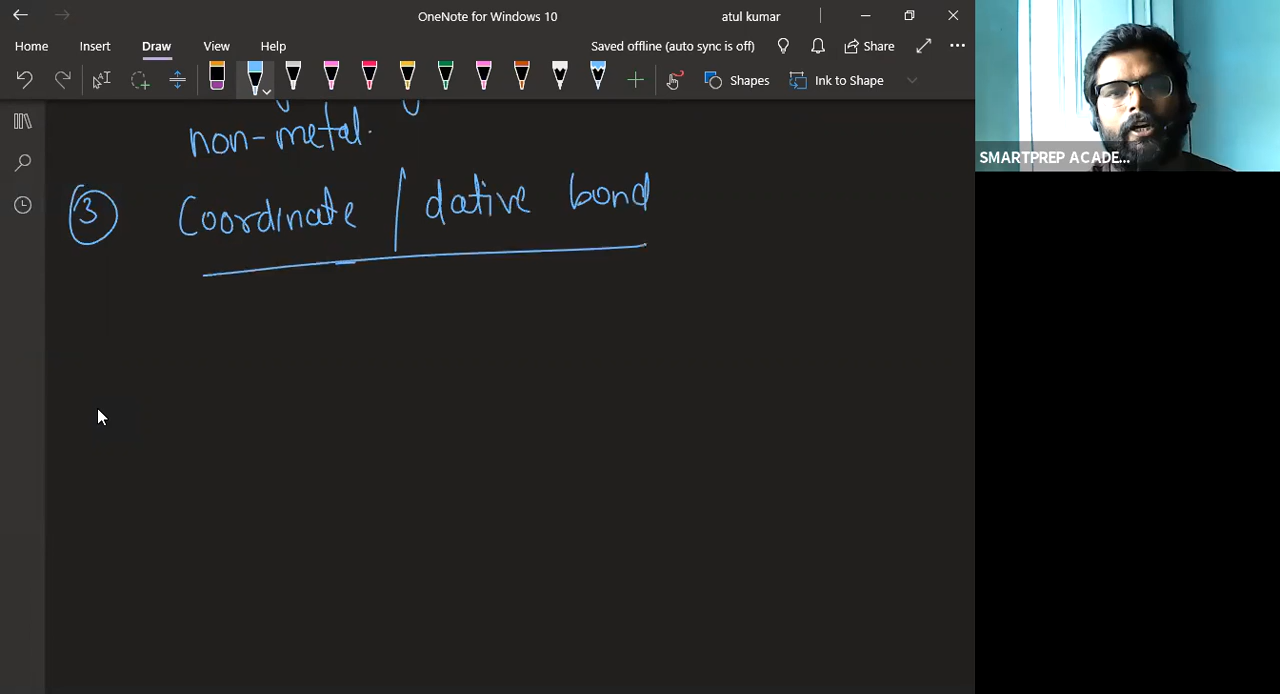 OneNote for Windows 10
atul kumar
Home Insert Draw View Help
Saved offline (auto sync is off)
Share
Shapes
Ink to Shape
SMARTPREP ACADE...
non-metal.
3 Coordinate / dative bond